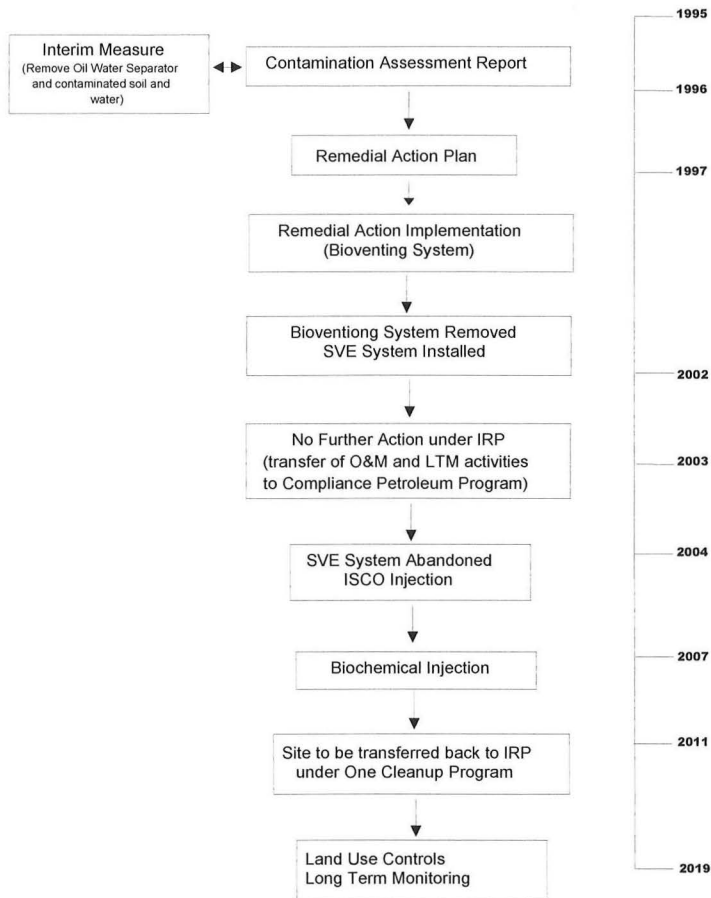 1995
Interim Measure
(Remove Oil Water Separator
and contaminated soil and
water)
Contamination Assessment Report
1996
Remedial Action Plan
1997
Remedial Action Implementation
(Bioventing System)
Bioventiong System Removed
SVE System Installed
2002
No Further Action under IRP
(transfer of O&M and LTM activities
to Compliance Petroleum Program)
2003
2004
SVE System Abandoned
ISCO Injection
2007
Biochemical Injection
2011
Site to be transferred back to IRP
under One Cleanup Program
Land Use Controls
Long Term Monitoring
2019